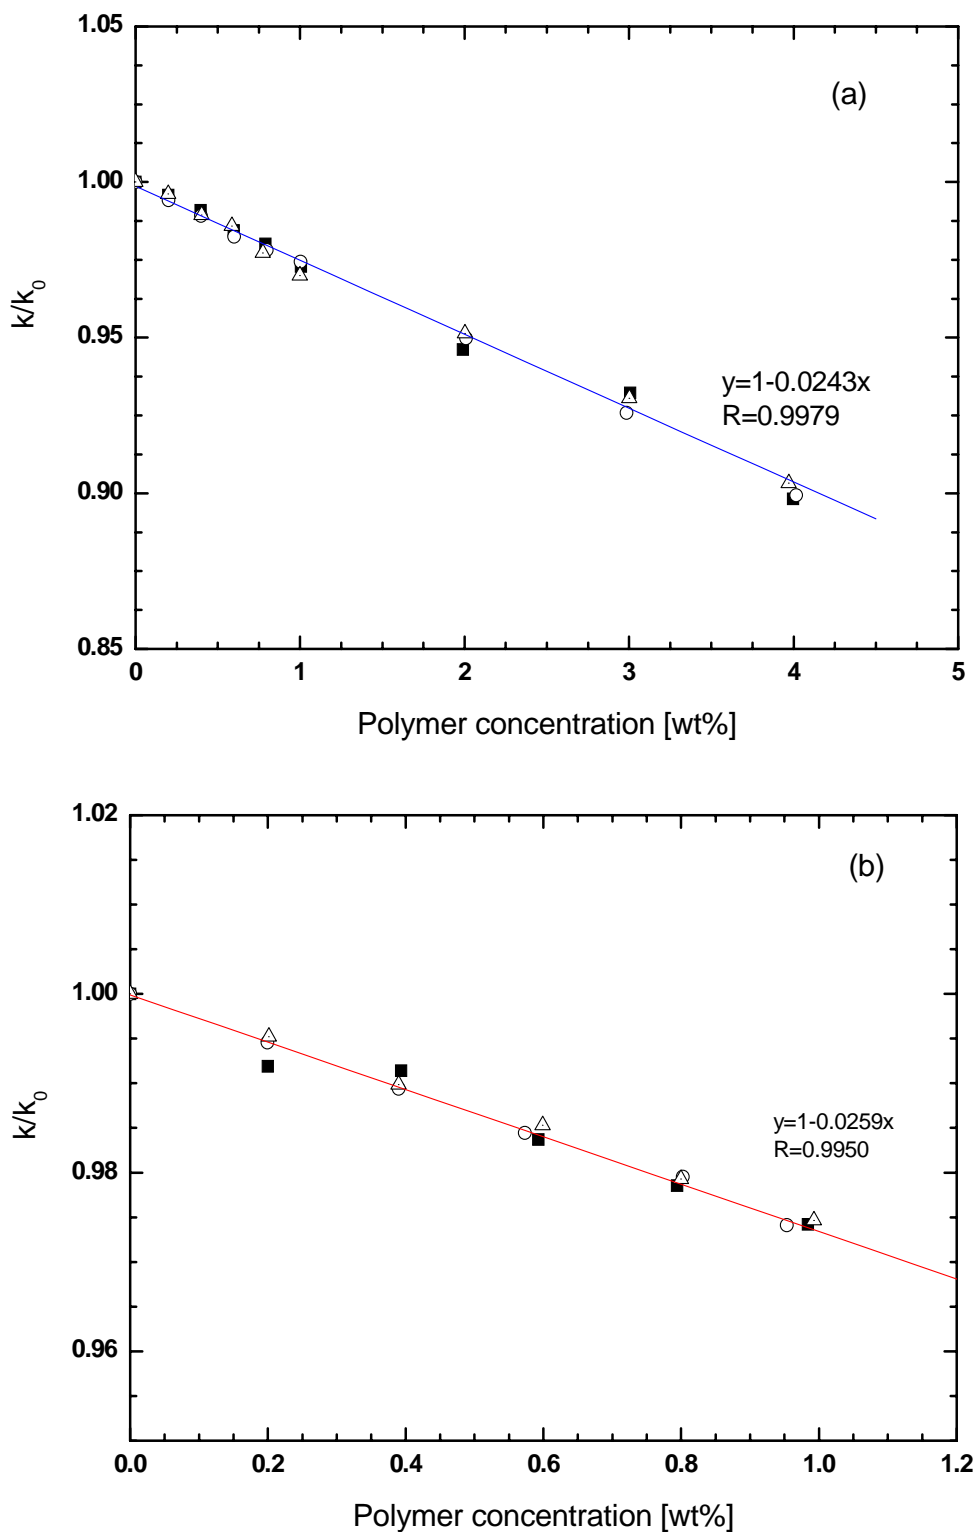 1.05
(a)
1.00
k/k₀
0.95
y=1-0.0243x
R=0.9979
0.90
0.85
0 1 2 3 4 5
Polymer concentration [wt%]
1.02
(b)
1.00
k/k₀
y=1-0.0259x
R=0.9950
0.98
0.96
0.0 0.2 0.4 0.6 0.8 1.0 1.2
Polymer concentration [wt%]